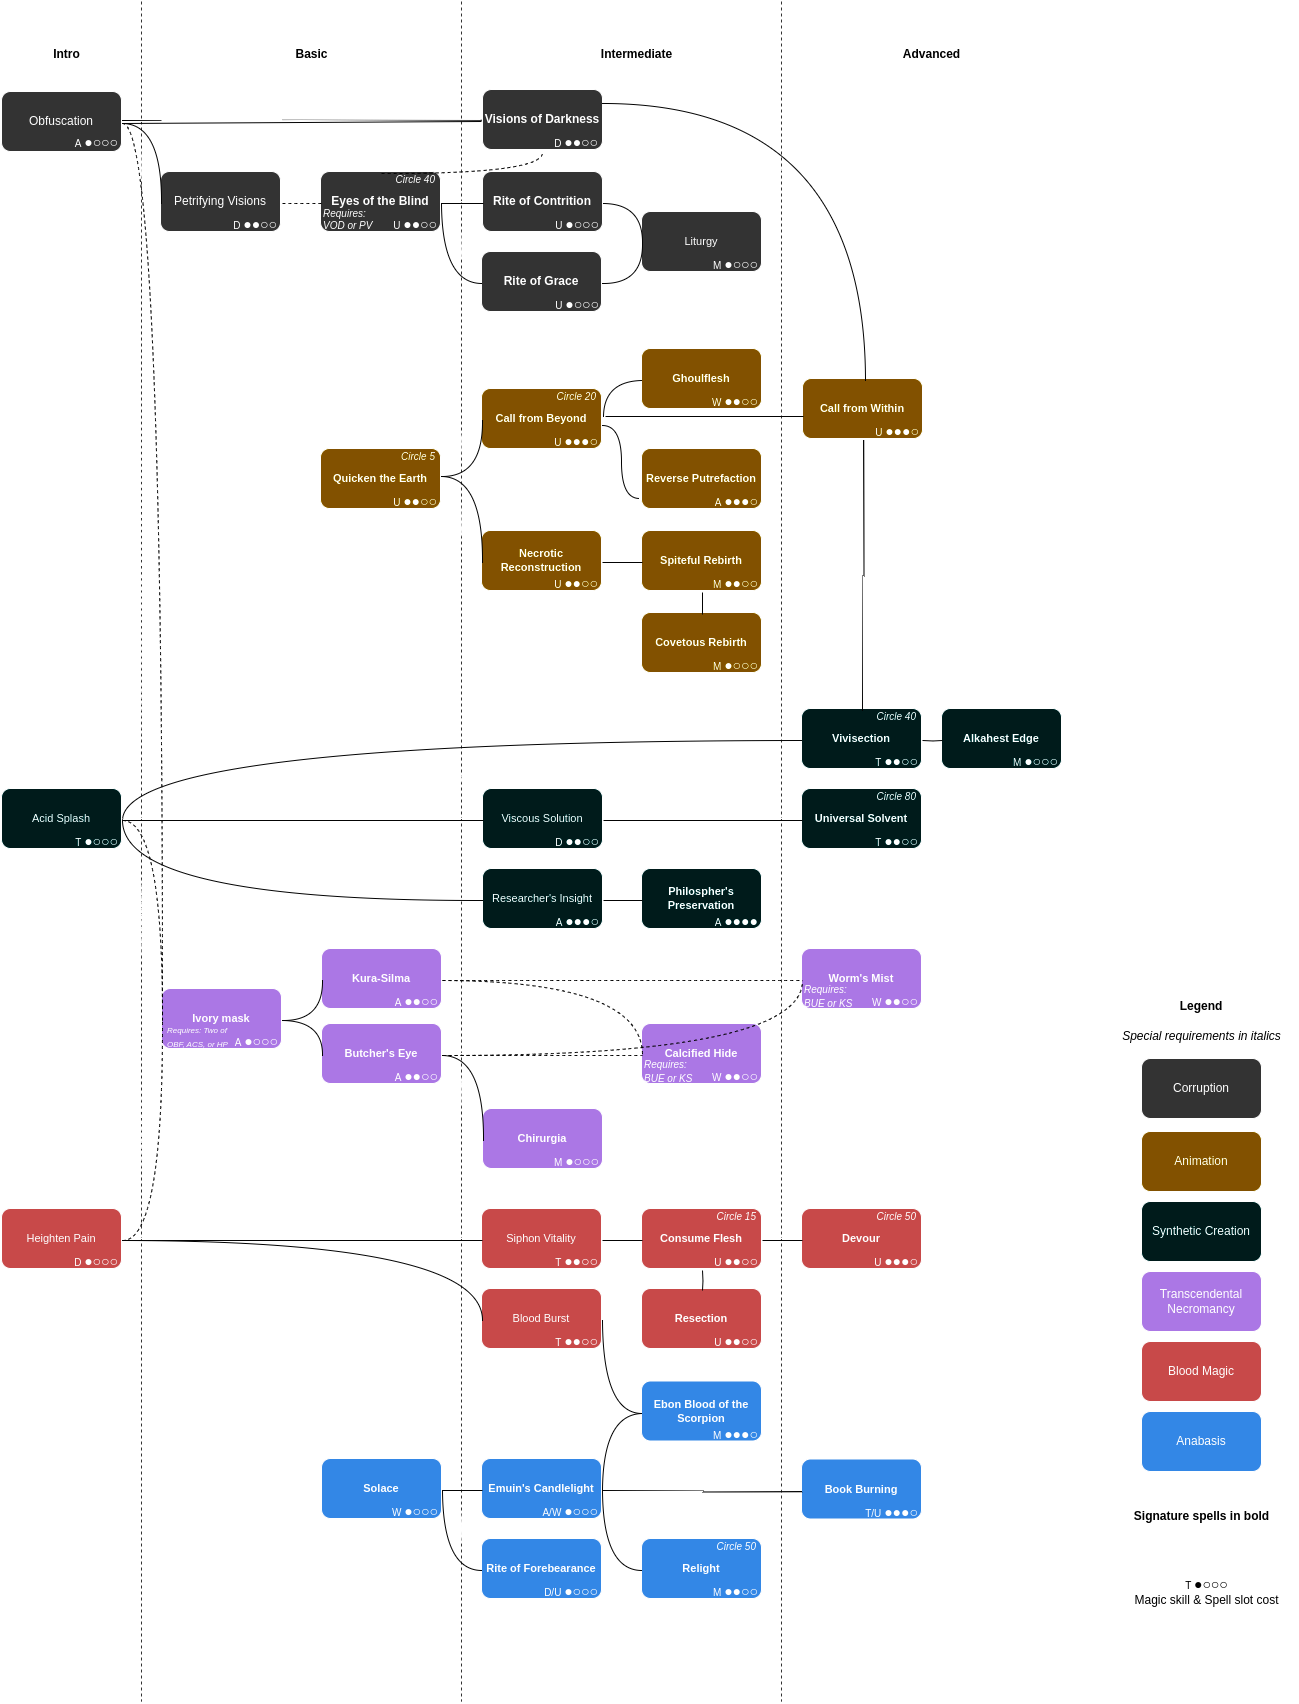 Intro
Basic
Intermediate
Advanced
Obfuscation
A ●○○○
Visions of Darkness
D ●●○○
Petrifying Visions
D ●●○○
Circle 40
Eyes of the Blind
Requires:
VOD or PV
U ●●○○
Rite of Contrition
U ●○○○
Liturgy
M ●○○○
Rite of Grace
U ●○○○
Ghoulflesh
W ●●○○
Circle 20
Call from Beyond
U ●●●○
Call from Within
U ●●●○
Circle 5
Quicken the Earth
U ●●○○
Reverse Putrefaction
A ●●●○
Necrotic
Reconstruction
U ●●○○
Spiteful Rebirth
M ●●○○
Covetous Rebirth
M ●○○○
Circle 40
Vivisection
T ●●○○
Alkahest Edge
M ●○○○
Acid Splash
T ●○○○
Viscous Solution
D ●●○○
Circle 80
Universal Solvent
T ●●○○
Researcher's Insight
A ●●●○
Philospher's
Preservation
A ●●●●
Kura-Silma
A ●●○○
Worm's Mist
Requires:
BUE or KS
W ●●○○
Ivory mask
Requires: Two of
OBF, ACS, or HP
A ●○○○
Butcher's Eye
A ●●○○
Calcified Hide
Requires:
BUE or KS
W ●●○○
Chirurgia
M ●○○○
Heighten Pain
D ●○○○
Siphon Vitality
T ●●○○
Circle 15
Consume Flesh
U ●●○○
Circle 50
Devour
U ●●●○
Blood Burst
T ●●○○
Resection
U ●●○○
Ebon Blood of the
Scorpion
M ●●●○
Solace
W ●○○○
Emuin's Candlelight
A/W ●○○○
Book Burning
T/U ●●●○
Rite of Forebearance
D/U ●○○○
Circle 50
Relight
M ●●○○
Legend
Special requirements in italics
Corruption
Animation
Synthetic Creation
Transcendental
Necromancy
Blood Magic
Anabasis
Signature spells in bold
T ●○○○
Magic skill & Spell slot cost